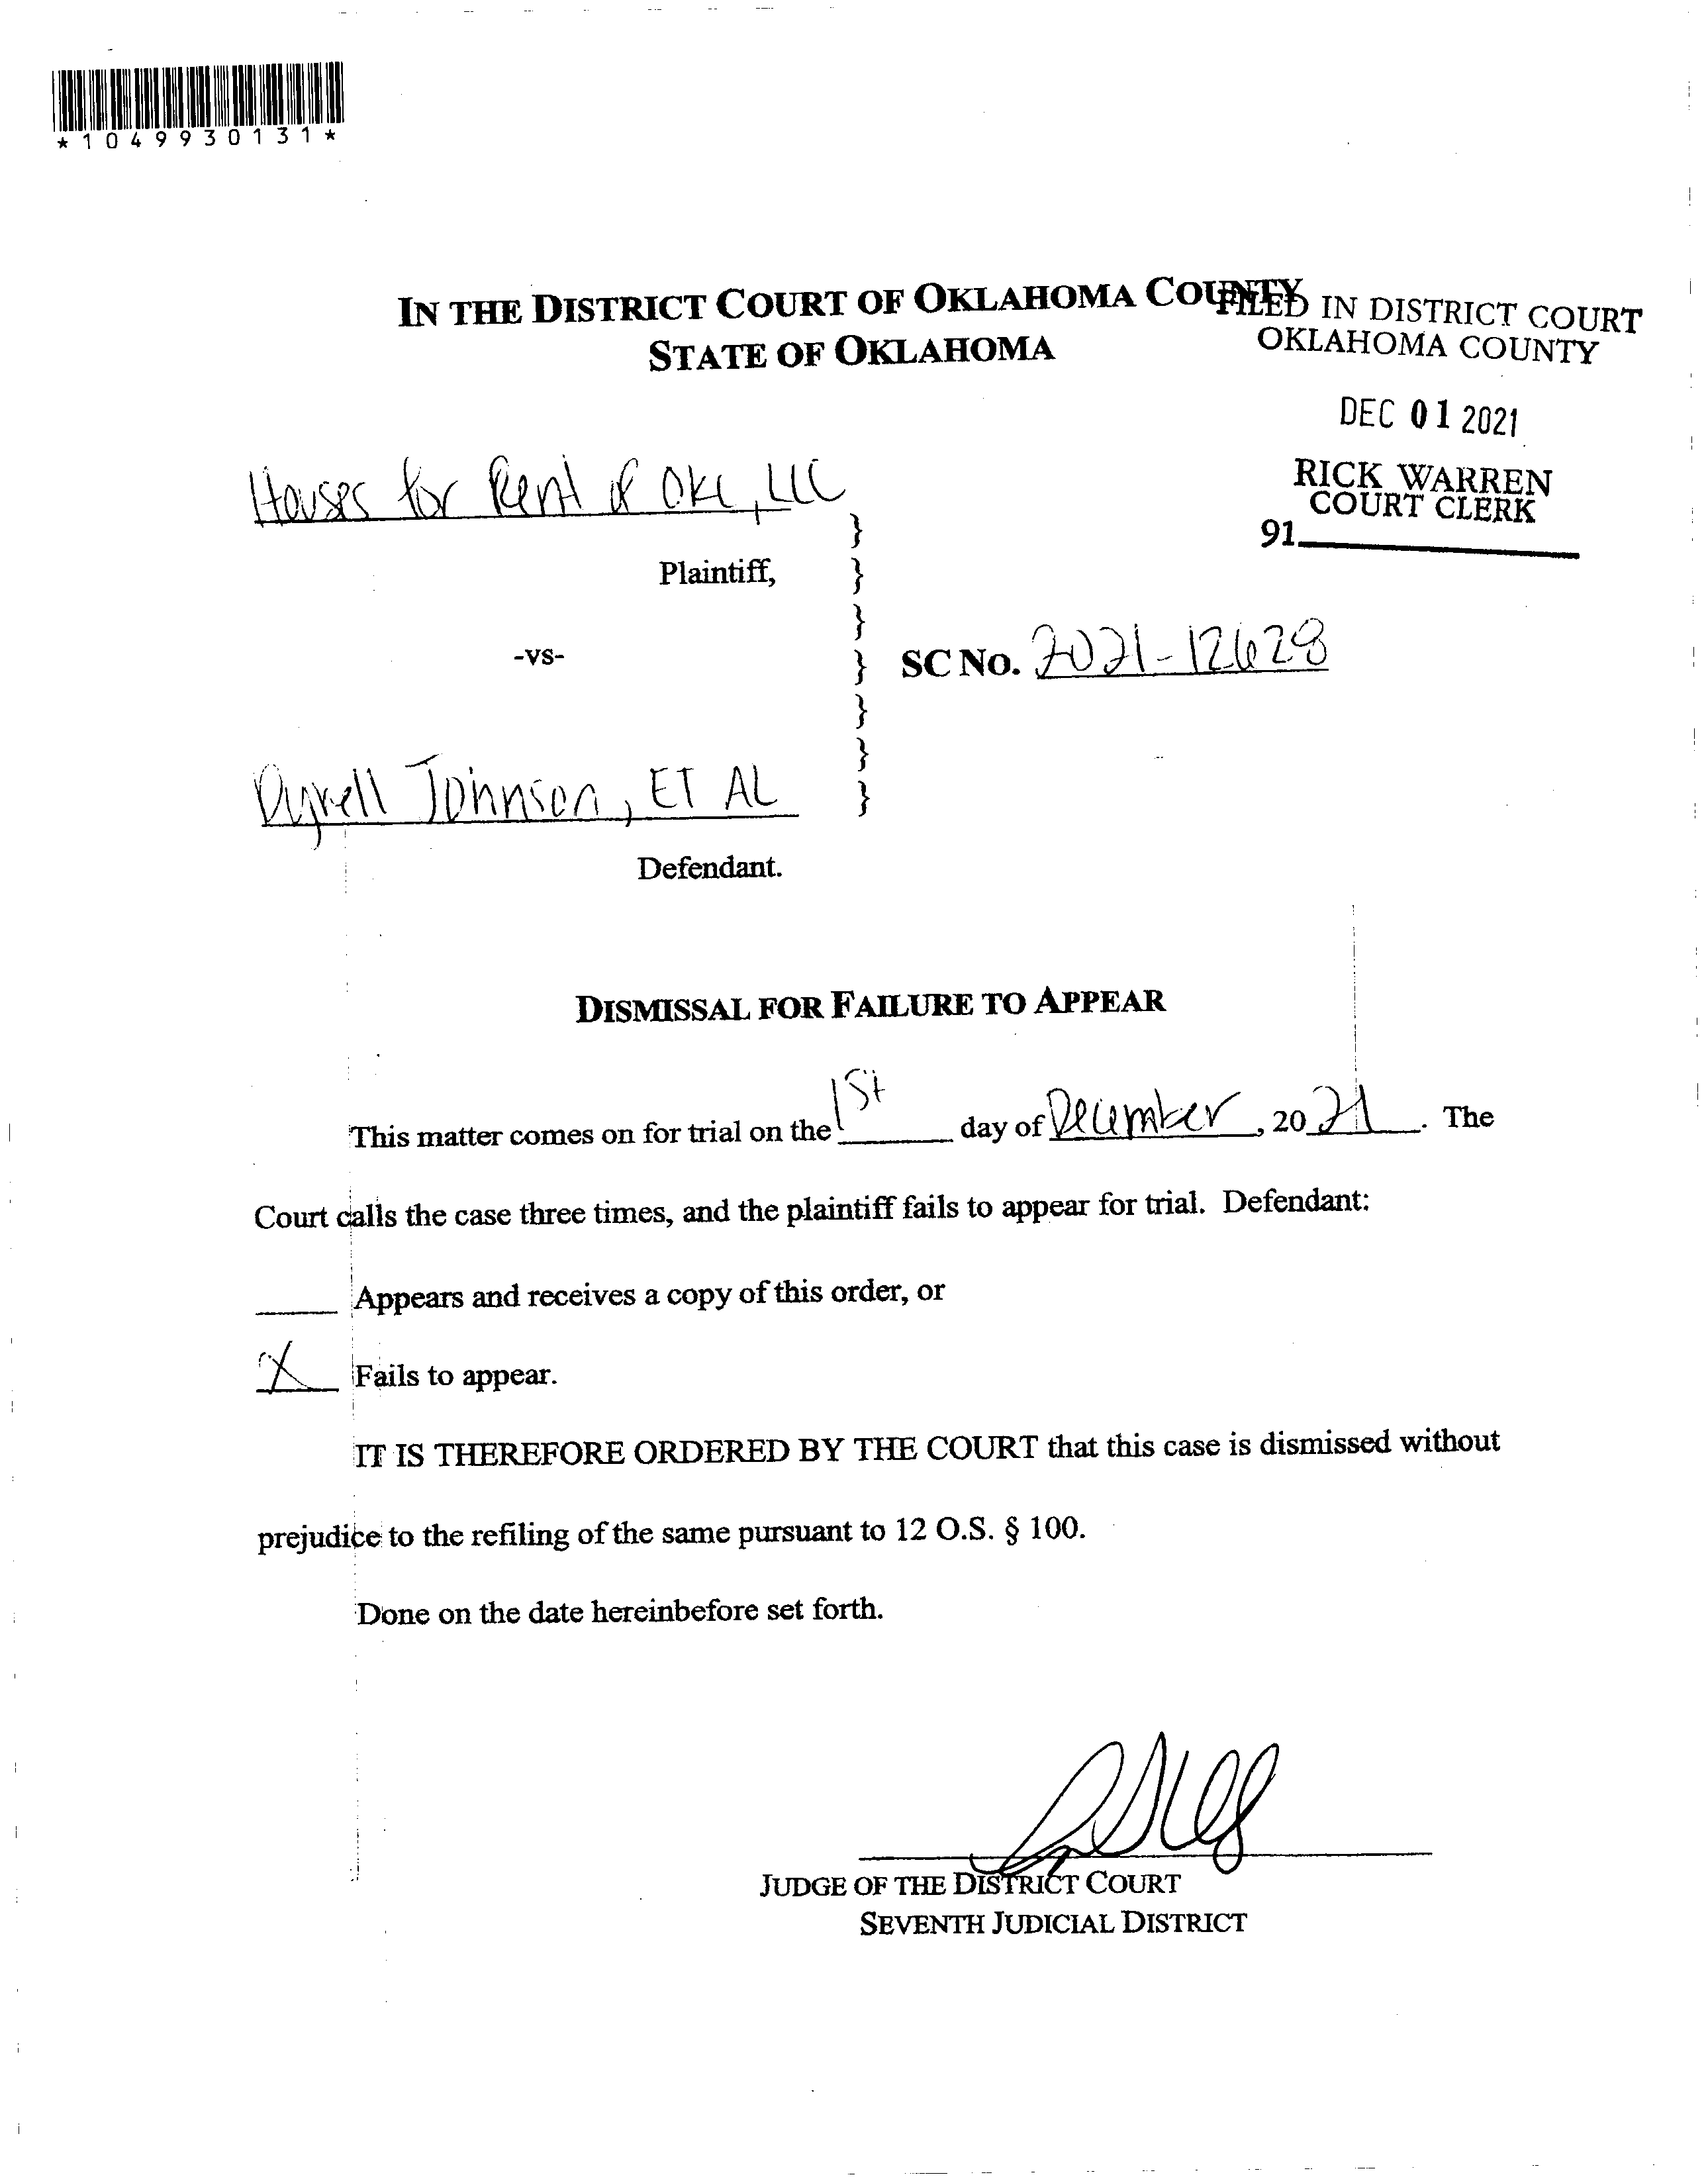 *1049930131*
IN THE DISTRICT COURT OF OKLAHOMA COUNTY
STATE OF OKLAHOMA
FILED IN DISTRICT COURT
OKLAHOMA COUNTY
DEC 01 2021
RICK WARREN
COURT CLERK
91
Houses for Rent of OKC, LLC
Plaintiff,
-vs-
SC NO. 2021-12628
Dyrell Johnson, ET AL
Defendant.
DISMISSAL FOR FAILURE TO APPEAR
This matter comes on for trial on the 1st day of December, 2021. The
Court calls the case three times, and the plaintiff fails to appear for trial. Defendant:
____ Appears and receives a copy of this order, or
X Fails to appear.
IT IS THEREFORE ORDERED BY THE COURT that this case is dismissed without
prejudice to the refiling of the same pursuant to 12 O.S. § 100.
Done on the date hereinbefore set forth.
JUDGE OF THE DISTRICT COURT
SEVENTH JUDICIAL DISTRICT